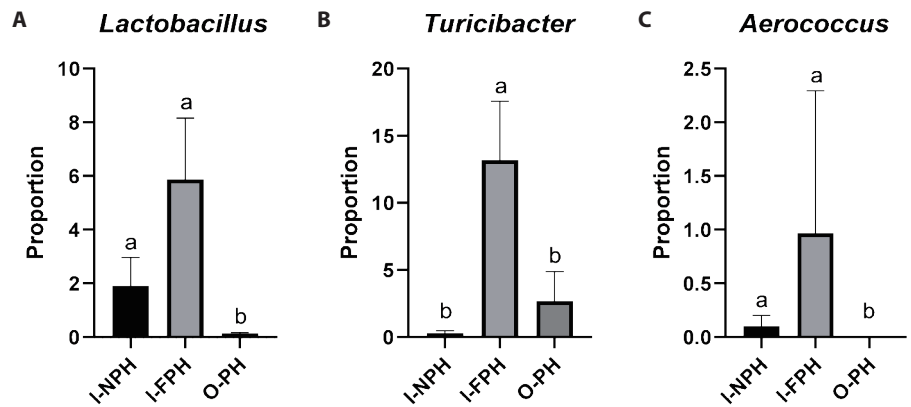 A
Lactobacillus
Proportion
10
8
6
4
2
0
a
a
b
I-NPH
I-FPH
O-PH
B
Turicibacter
Proportion
20
15
10
5
0
b
a
b
I-NPH
I-FPH
O-PH
C
Aerococcus
Proportion
2.5
2.0
1.5
1.0
0.5
0.0
a
a
b
I-NPH
I-FPH
O-PH